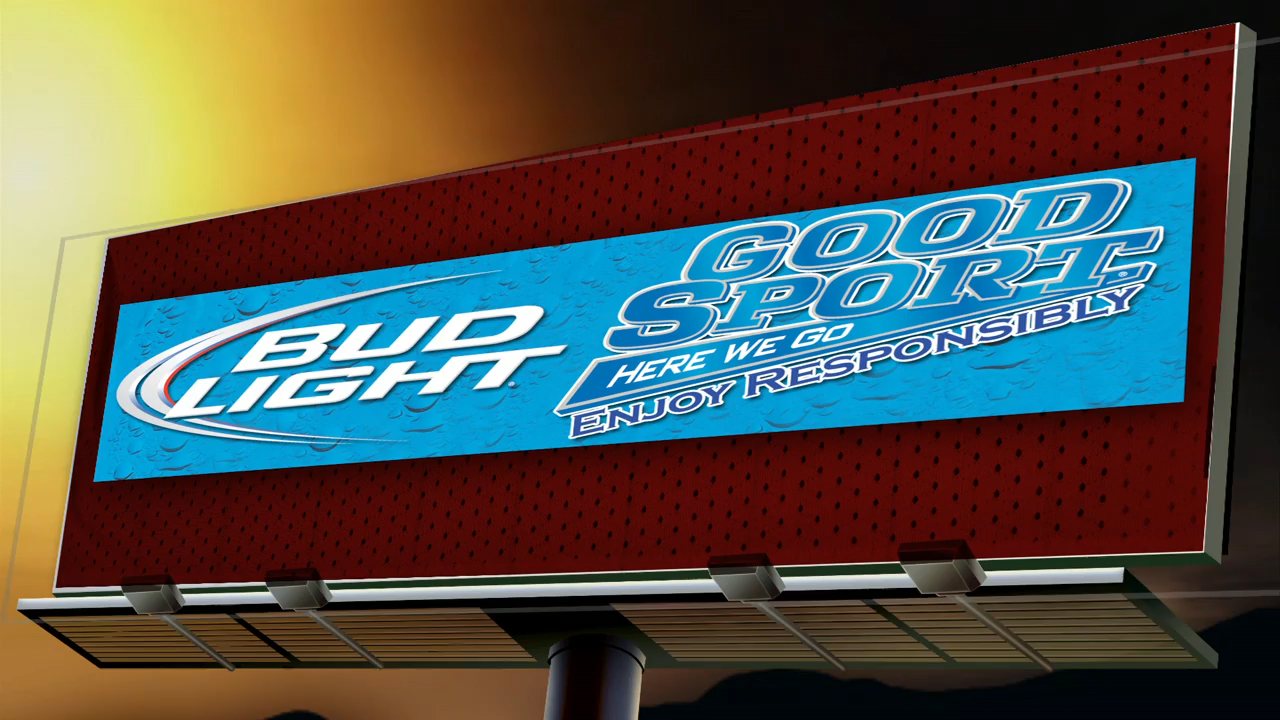 BUD
LIGHT
GOOD
SPORT®
HERE WE GO
ENJOY RESPONSIBLY